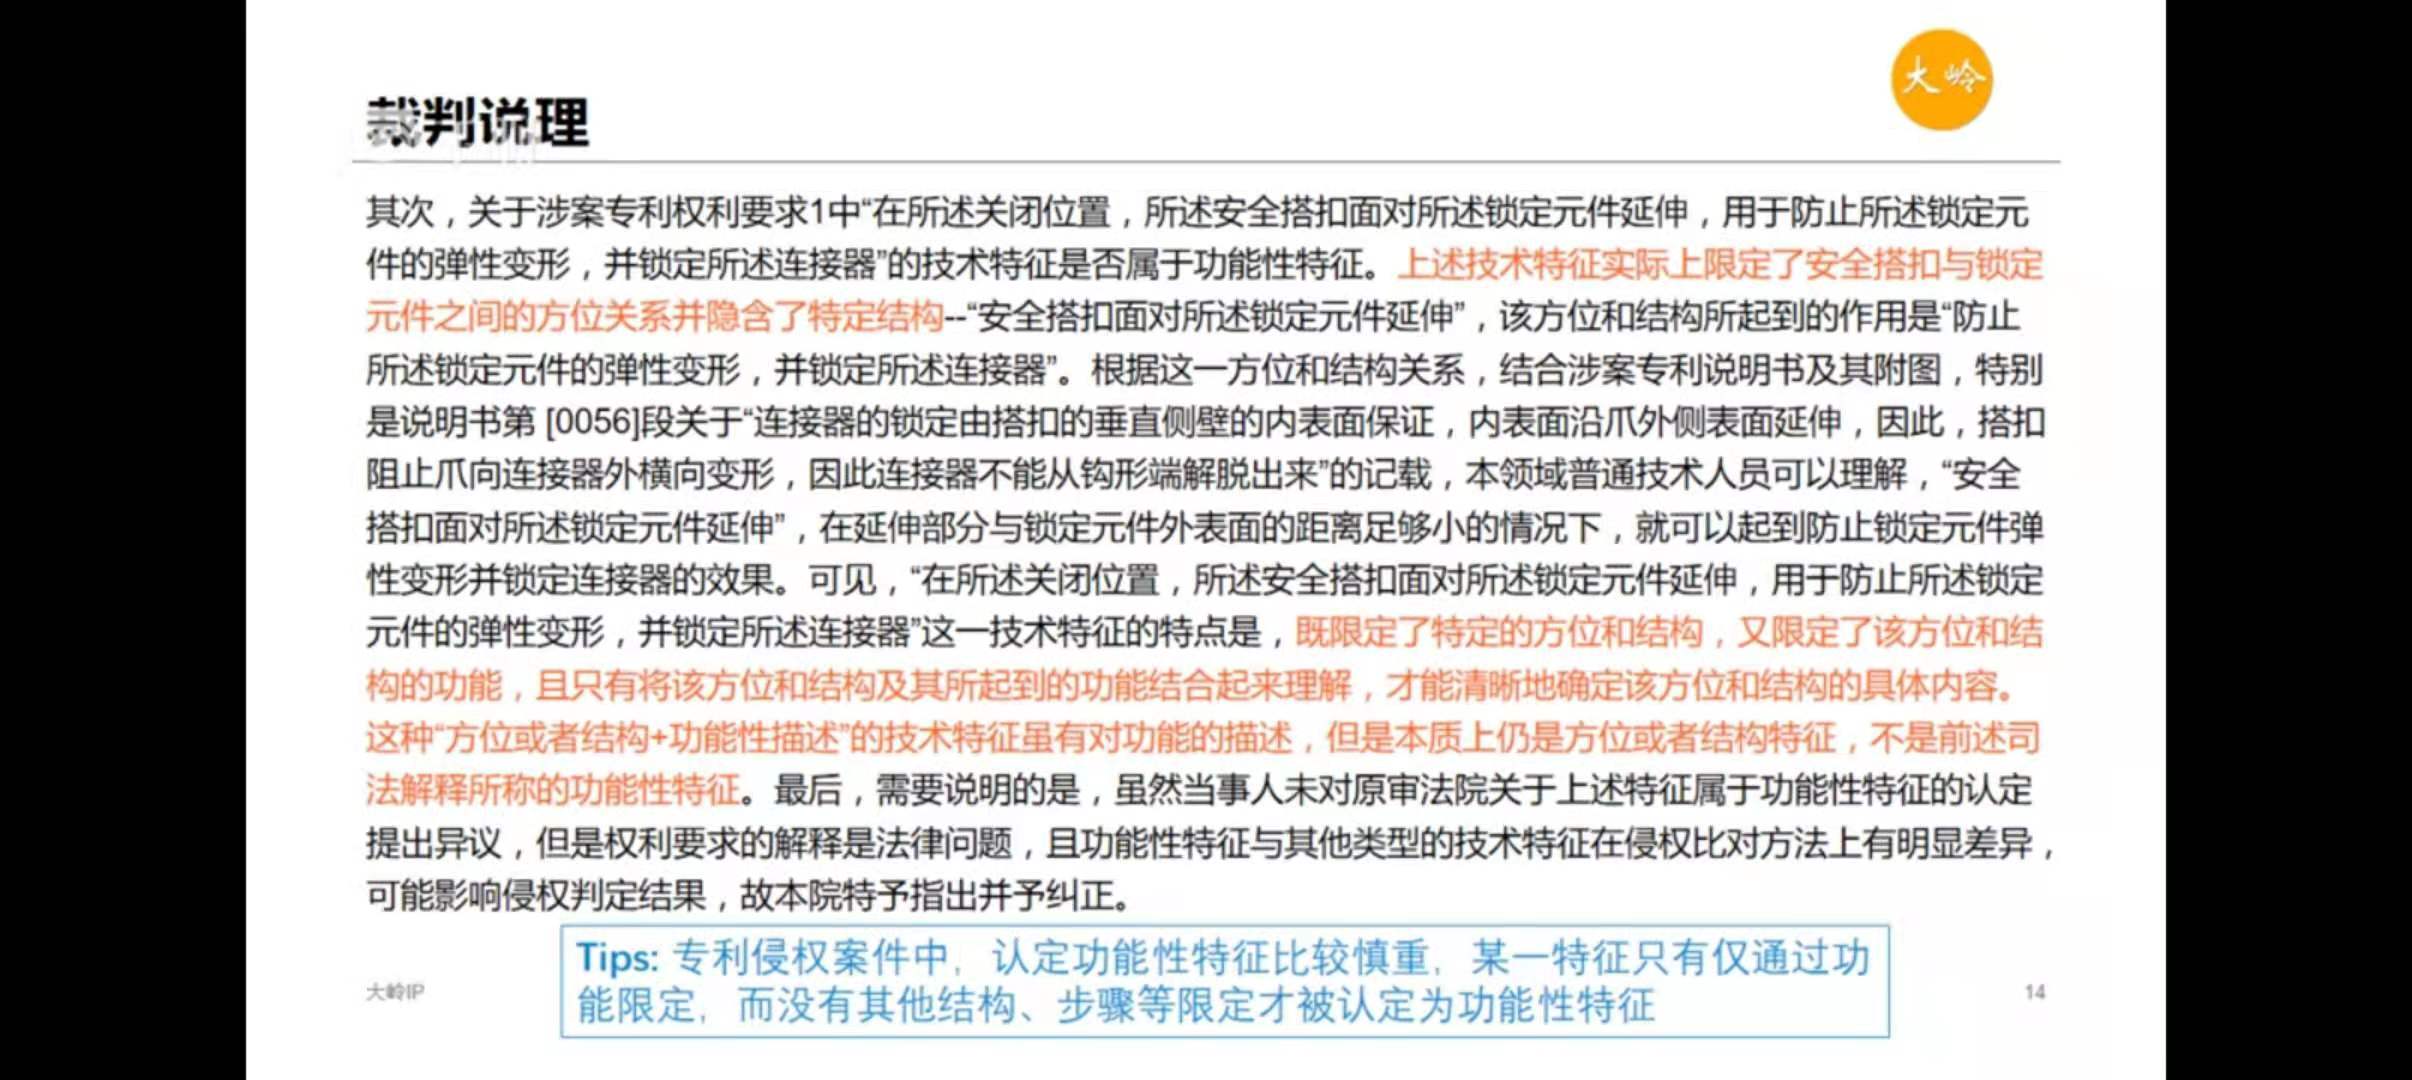 大岭
裁判说理
其次，关于涉案专利权利要求1中“在所述关闭位置，所述安全搭扣面对所述锁定元件延伸，用于防止所述锁定元
件的弹性变形，并锁定所述连接器”的技术特征是否属于功能性特征。上述技术特征实际上限定了安全搭扣与锁定
元件之间的方位关系并隐含了特定结构--“安全搭扣面对所述锁定元件延伸”，该方位和结构所起到的作用是“防止
所述锁定元件的弹性变形，并锁定所述连接器”。根据这一方位和结构关系，结合涉案专利说明书及其附图，特别
是说明书第 [0056]段关于“连接器的锁定由搭扣的垂直侧壁的内表面保证，内表面沿爪外侧表面延伸，因此，搭扣
阻止爪向连接器外横向变形，因此连接器不能从钩形端解脱出来”的记载，本领域普通技术人员可以理解，“安全
搭扣面对所述锁定元件延伸”，在延伸部分与锁定元件外表面的距离足够小的情况下，就可以起到防止锁定元件弹
性变形并锁定连接器的效果。可见，“在所述关闭位置，所述安全搭扣面对所述锁定元件延伸，用于防止所述锁定
元件的弹性变形，并锁定所述连接器”这一技术特征的特点是，既限定了特定的方位和结构，又限定了该方位和结
构的功能，且只有将该方位和结构及其所起到的功能结合起来理解，才能清晰地确定该方位和结构的具体内容。
这种“方位或者结构+功能性描述”的技术特征虽有对功能的描述，但是本质上仍是方位或者结构特征，不是前述司
法解释所称的功能性特征。最后，需要说明的是，虽然当事人未对原审法院关于上述特征属于功能性特征的认定
提出异议，但是权利要求的解释是法律问题，且功能性特征与其他类型的技术特征在侵权比对方法上有明显差异，
可能影响侵权判定结果，故本院特予指出并予纠正。
Tips: 专利侵权案件中，认定功能性特征比较慎重，某一特征只有仅通过功
能限定，而没有其他结构、步骤等限定才被认定为功能性特征
大岭IP
14